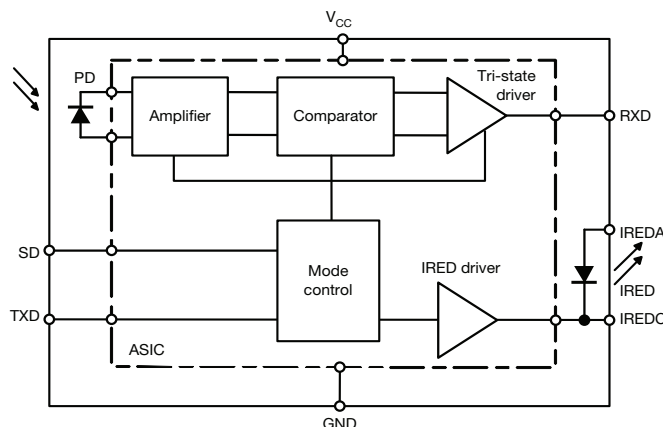 VCC
PD
Amplifier
Comparator
Tri-state
driver
RXD
IREDA
SD
Mode
control
IRED driver
IRED
TXD
IREDC
ASIC
GND